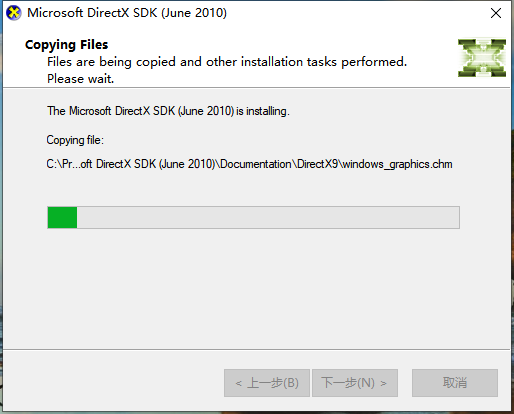 Microsoft DirectX SDK (June 2010)
Copying Files
Files are being copied and other installation tasks performed.
Please wait.
The Microsoft DirectX SDK (June 2010) is installing.
Copying file:
C:\Pr...oft DirectX SDK (June 2010)\Documentation\DirectX9\windows_graphics.chm
< 上一步(B) 下一步(N) > 取消